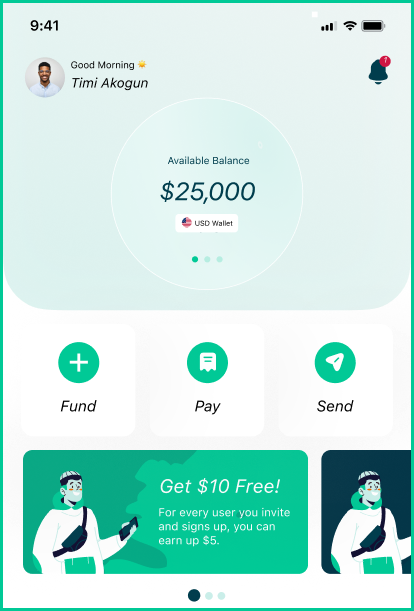 9:41
Good Morning
Timi Akogun
1
Available Balance
$25,000
USD Wallet
Fund
Pay
Send
Get $10 Free!
For every user you invite
and signs up, you can
earn up $5.